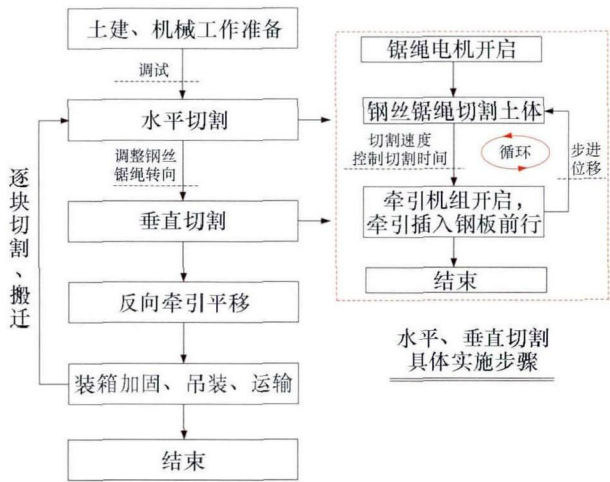 土建、机械工作准备
调试
水平切割
调整钢丝
锯绳转向
垂直切割
反向牵引平移
装箱加固、吊装、运输
结束
逐块切割、搬迁
锯绳电机开启
钢丝锯绳切割土体
切割速度
控制切割时间
循环
步进
位移
牵引机组开启，
牵引插入钢板前行
结束
水平、垂直切割
具体实施步骤